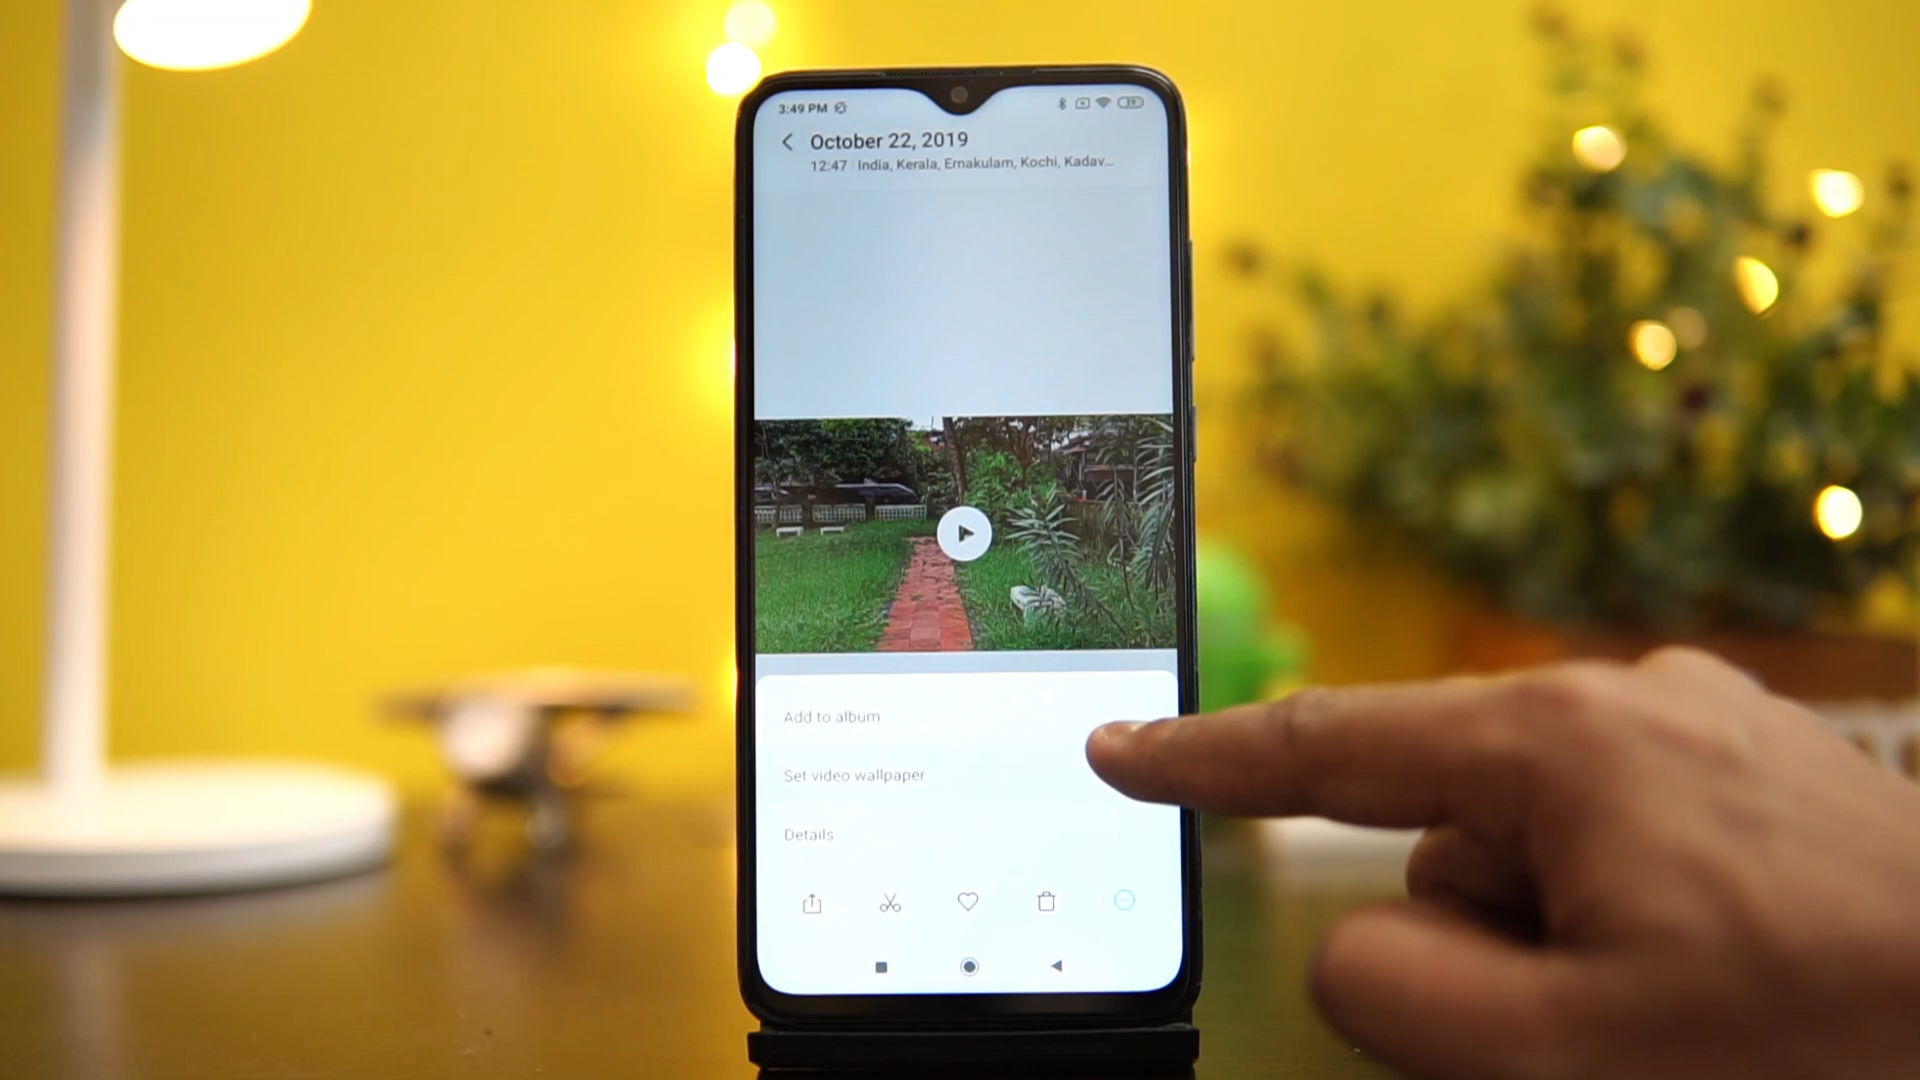 3:49 PM
October 22, 2019
12:47 India, Kerala, Ernakulam, Kochi, Kadav...
Add to album
Set video wallpaper
Details